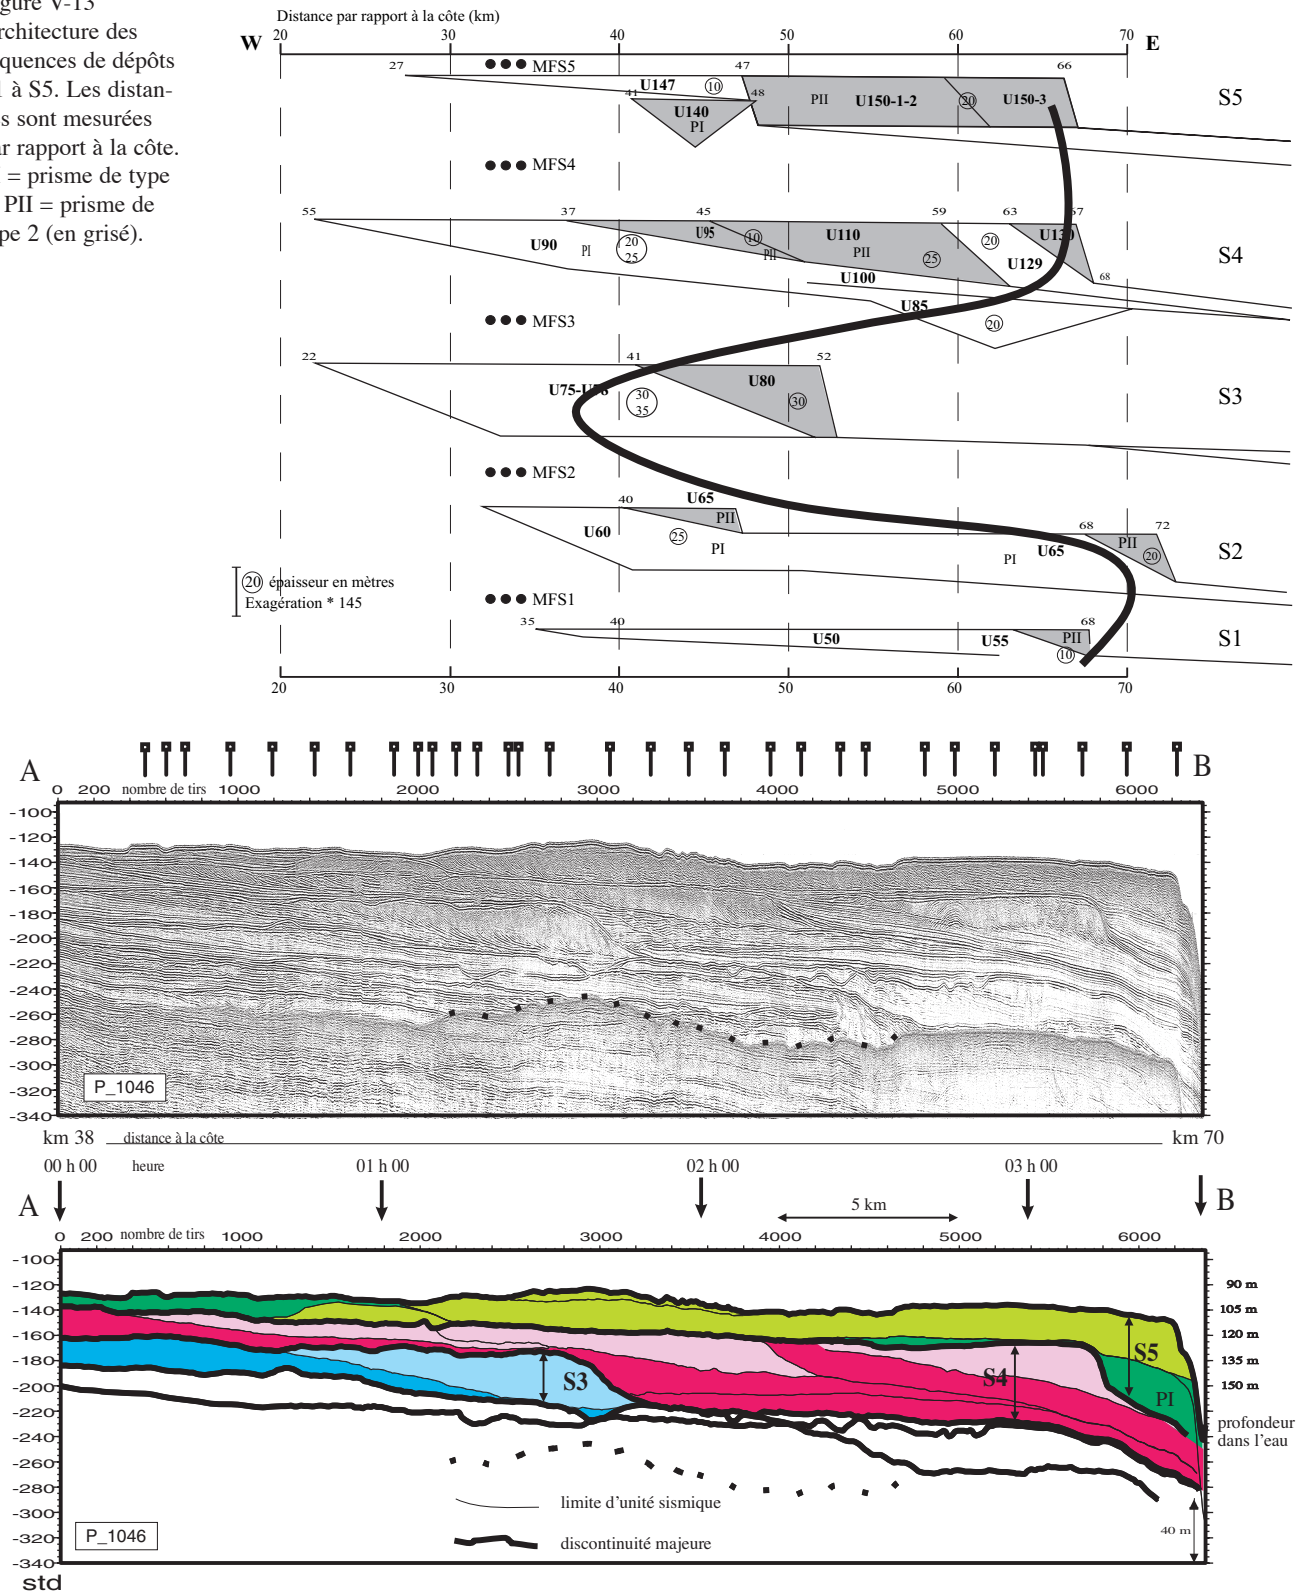 gure V-13
rchitecture des
quences de dépôts
1 à S5. Les distan-
s sont mesurées
ar rapport à la côte.
= prisme de type
PII = prisme de
pe 2 (en grisé).
Distance par rapport à la côte (km)
W 20 30 40 50 60 70 E
27 MFS5 47 66
U147 10 U150-1-2 PII 20 U150-3 S5
41 48
U140
PI
MFS4
55 37 45 59 63 67
U90 PI 20 25 U95 10 PII U110 PII 25 20 U129 U130 68 S4
U100
U85
20
MFS3
22 41 52
U75-U78 30 35 U80 30 S3
MFS2
40 U65 68 72
U60 25 PII PI PI U65 PII 20 S2
20 épaisseur en mètres
Exagération * 145
MFS1
35 40 68
U50 U55 PII 10 S1
20 30 40 50 60 70
A B
0 200 nombre de tirs 1000 2000 3000 4000 5000 6000
-100
-120
-140
-160
-180
-200
-220
-240
-260
-280
-300
-320
-340
P_1046
km 38 distance à la côte km 70
00 h 00 heure 01 h 00 02 h 00 03 h 00
A 5 km B
0 200 nombre de tirs 1000 2000 3000 4000 5000 6000
-100
-120
-140
-160
-180
-200
-220
-240
-260
-280
-300
-320
-340
std
90 m
105 m
120 m
135 m
150 m
S3
S4
S5
PI
profondeur
dans l'eau
limite d'unité sismique
discontinuité majeure
40 m
P_1046